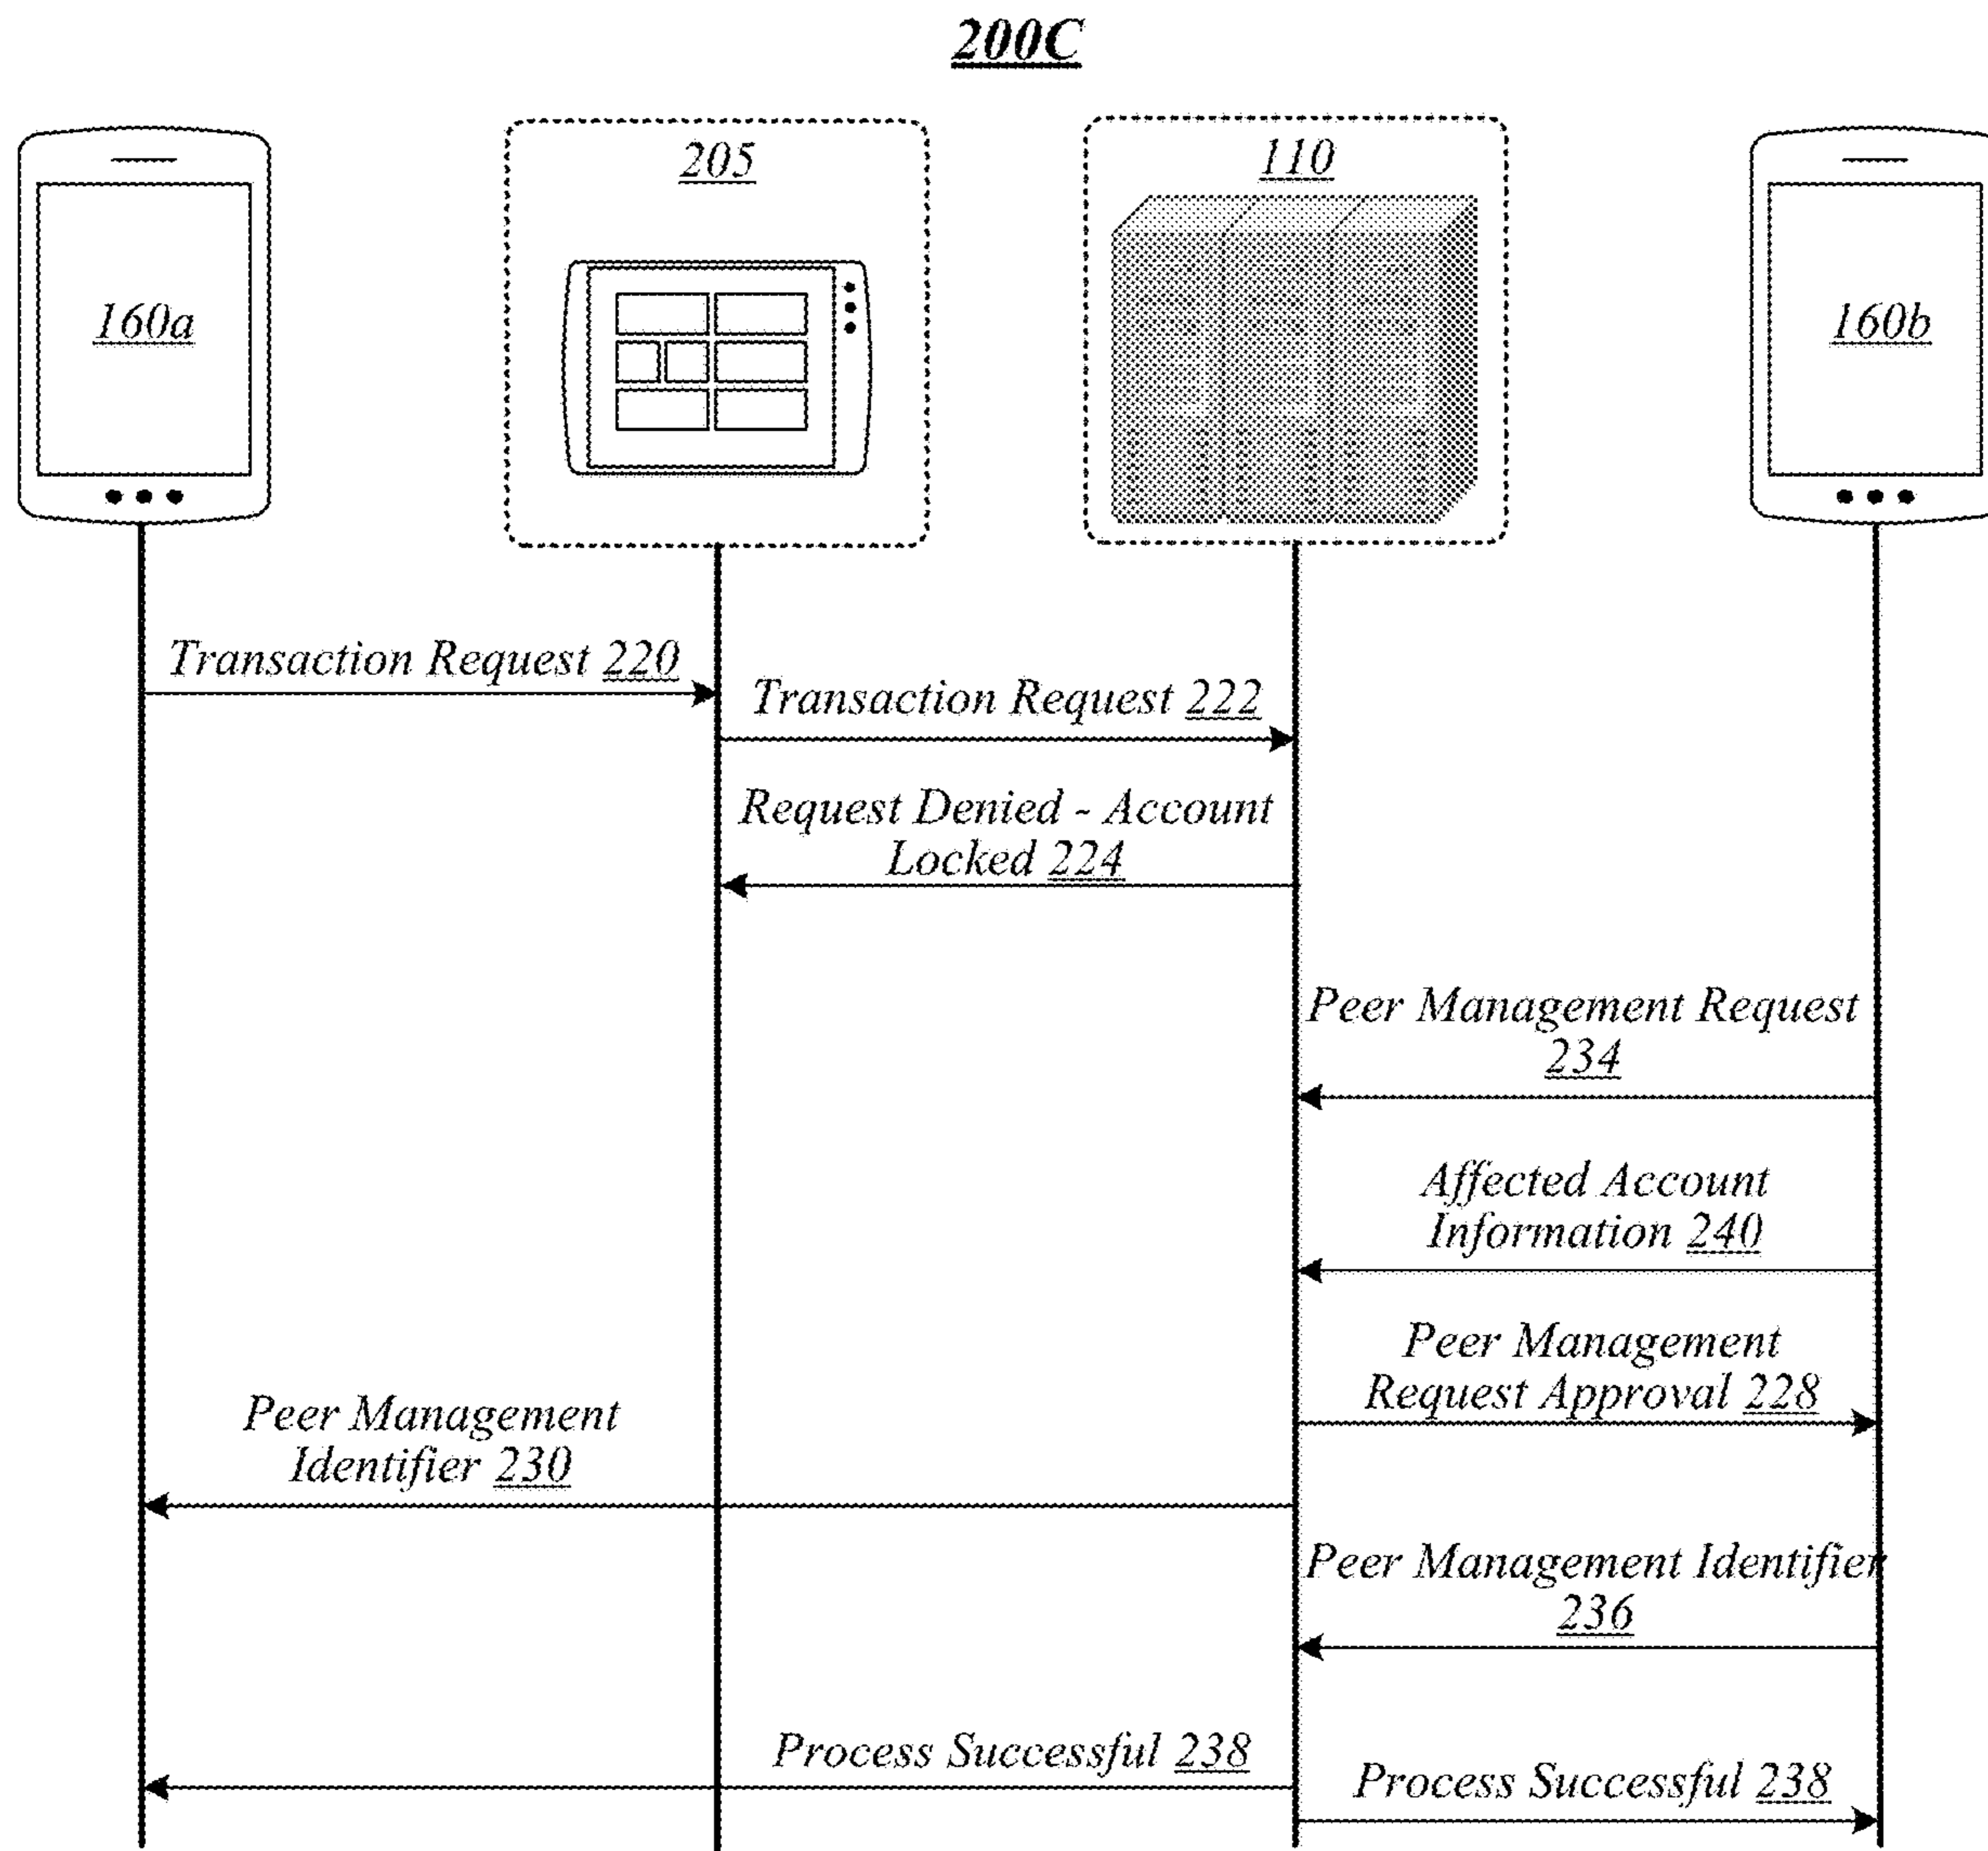 200C
160a
205
110
160b
Transaction Request 220
Transaction Request 222
Request Denied - Account
Locked 224
Peer Management Request
234
Affected Account
Information 240
Peer Management
Request Approval 228
Peer Management
Identifier 230
Peer Management Identifier
236
Process Successful 238
Process Successful 238